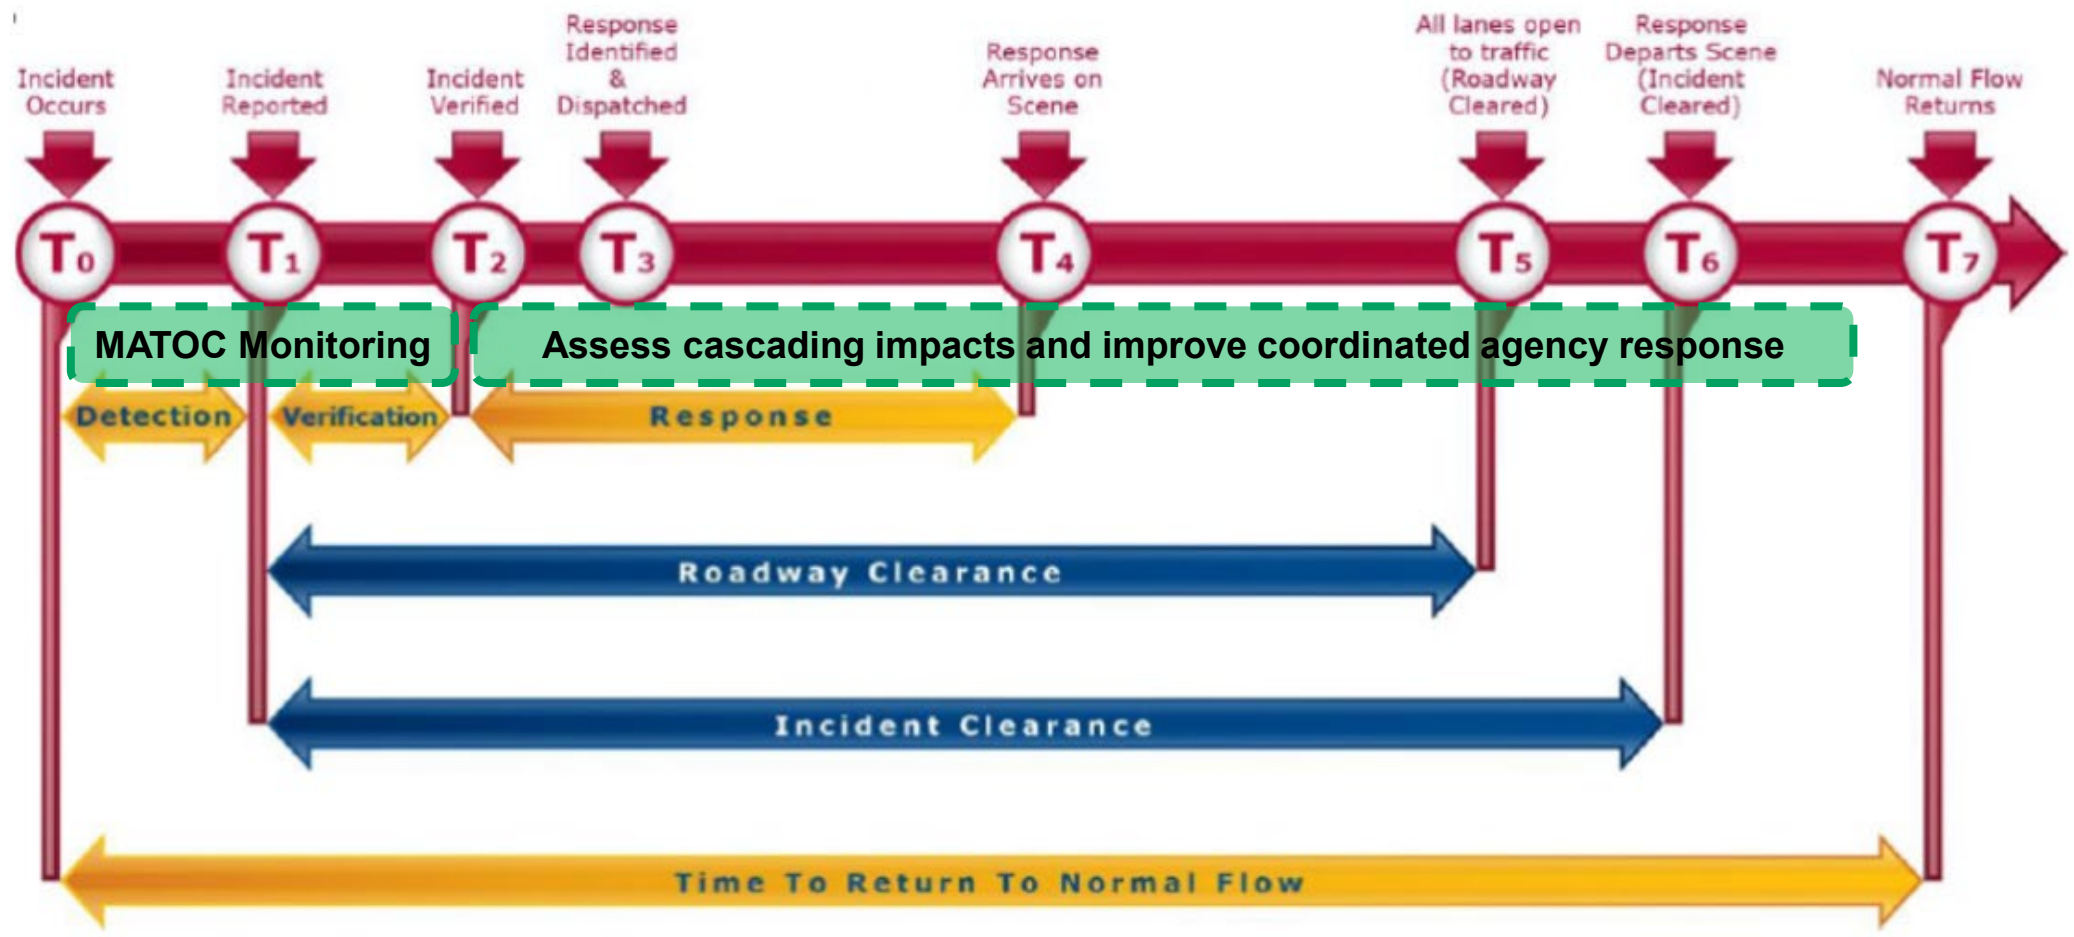 Incident
Occurs
Incident
Reported
Incident
Verified
Response
Identified
&
Dispatched
Response
Arrives on
Scene
All lanes open
to traffic
(Roadway
Cleared)
Response
Departs Scene
(Incident
Cleared)
Normal Flow
Returns
T0
T1
T2
T3
T4
T5
T6
T7
MATOC Monitoring
Assess cascading impacts and improve coordinated agency response
Detection
Verification
Response
Roadway Clearance
Incident Clearance
Time To Return To Normal Flow